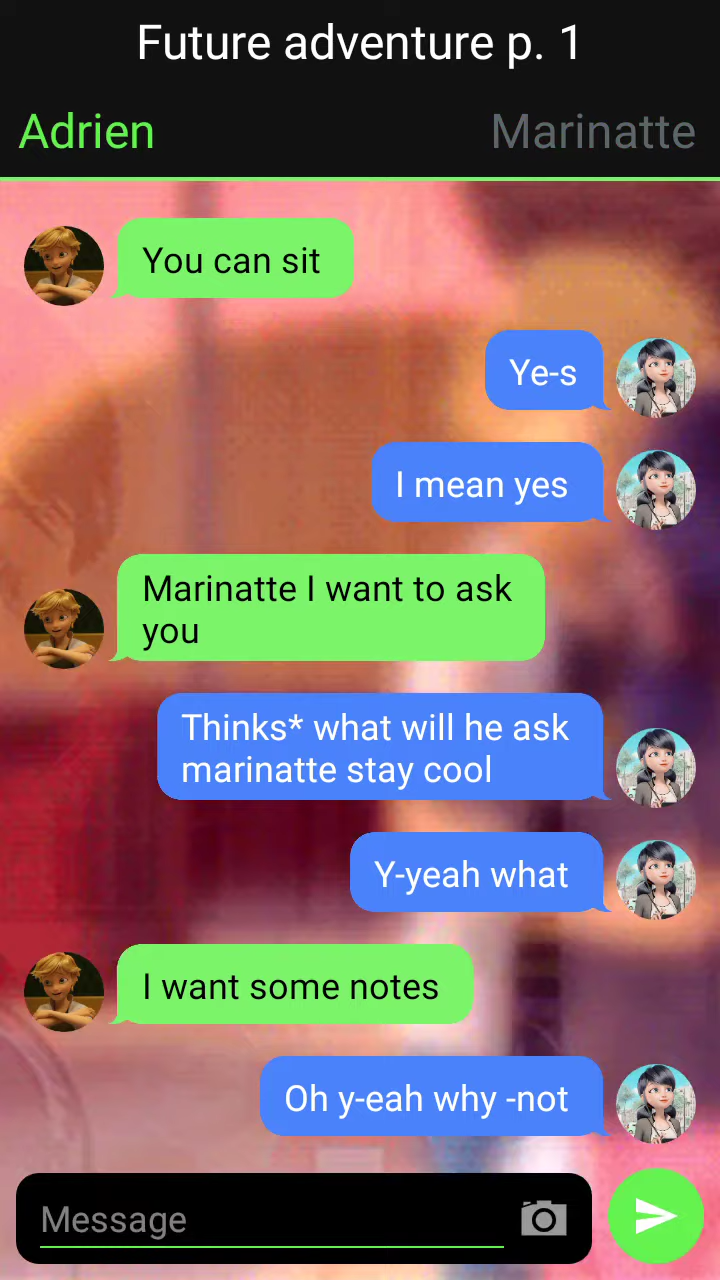 Future adventure p. 1
Adrien
Marinatte
You can sit
Ye-s
I mean yes
Marinatte I want to ask
you
Thinks* what will he ask
marinatte stay cool
Y-yeah what
I want some notes
Oh y-eah why -not
Message